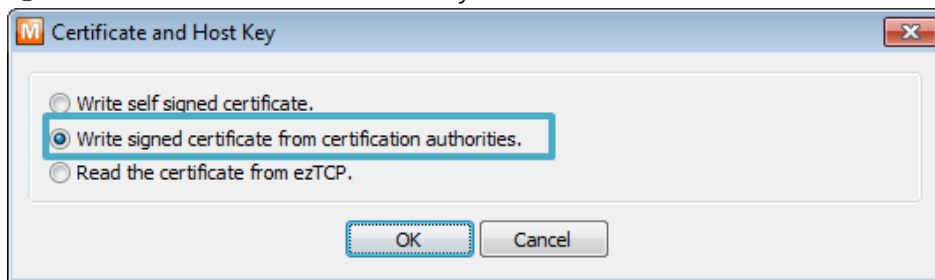 M Certificate and Host Key
Write self signed certificate.
Write signed certificate from certification authorities.
Read the certificate from ezTCP.
OK Cancel